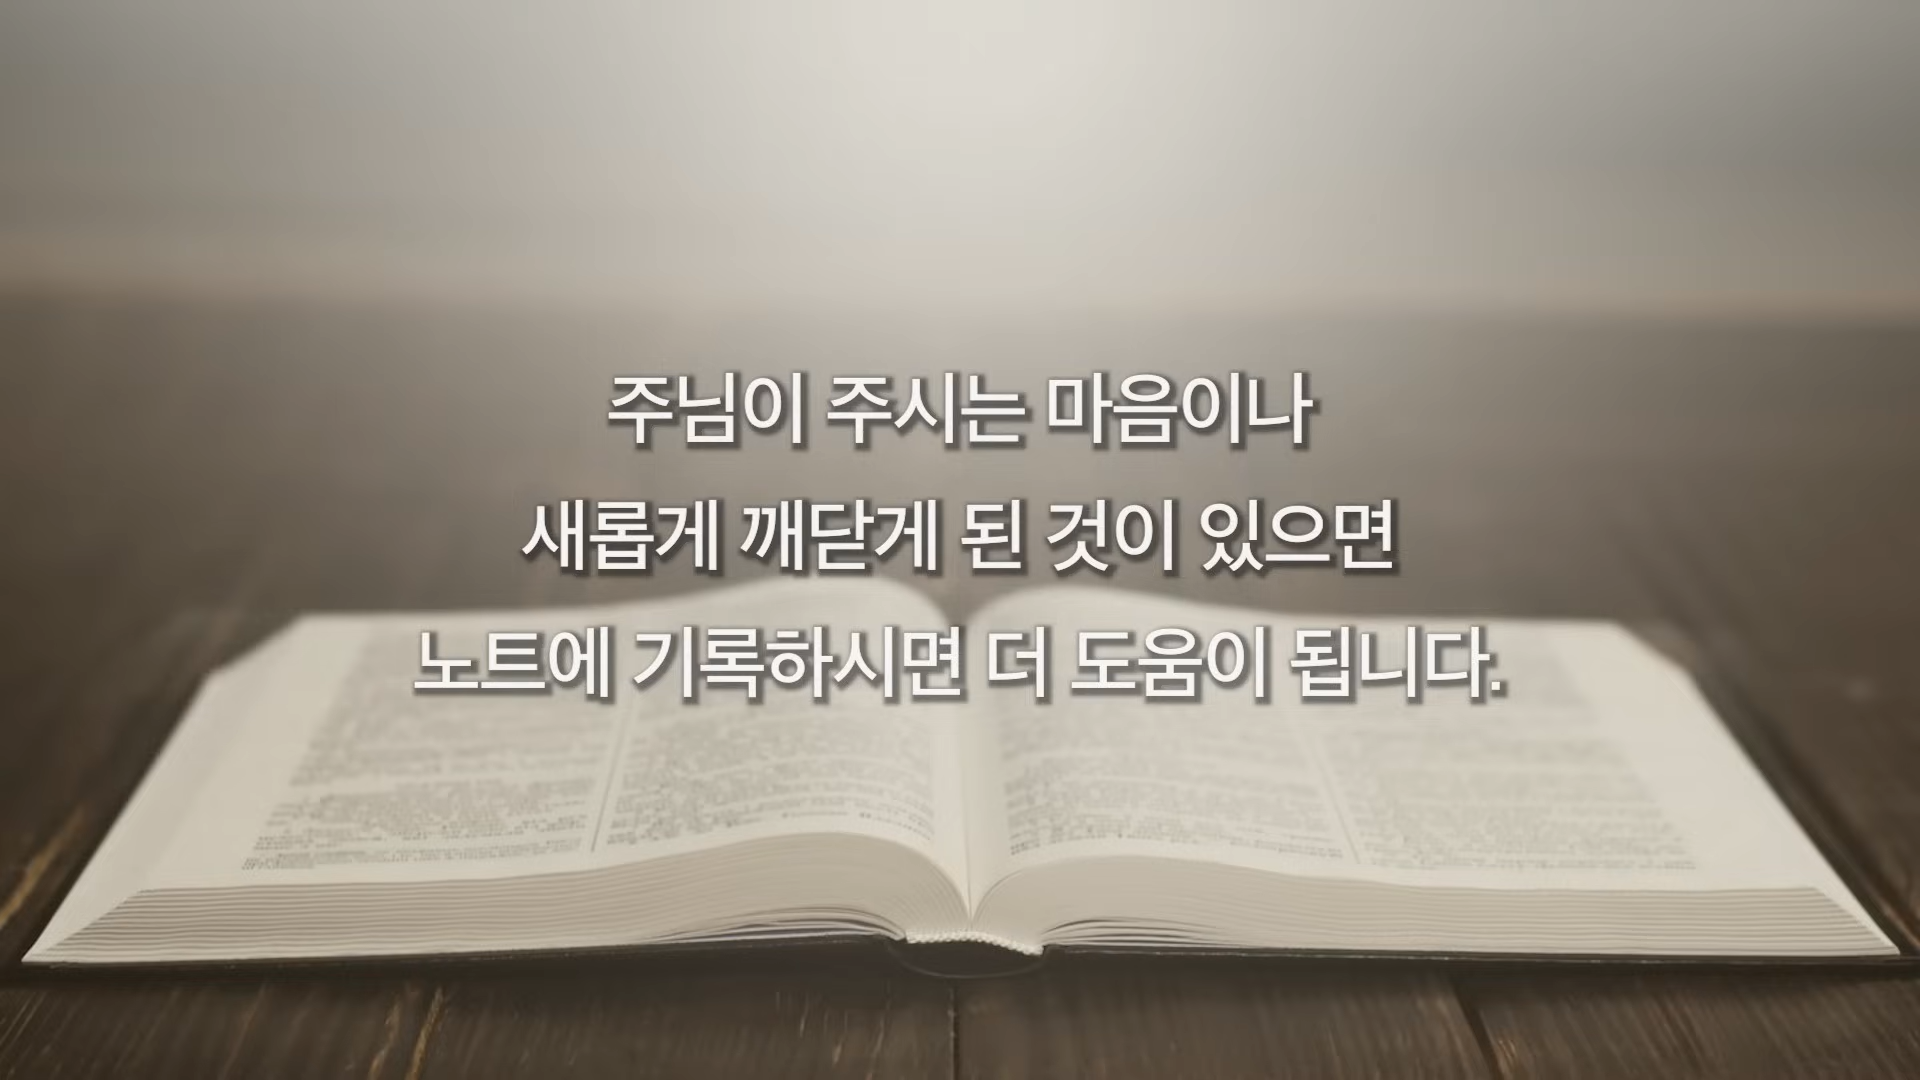 주님이 주시는 마음이나
새롭게 깨닫게 된 것이 있으면
노트에 기록하시면 더 도움이 됩니다.